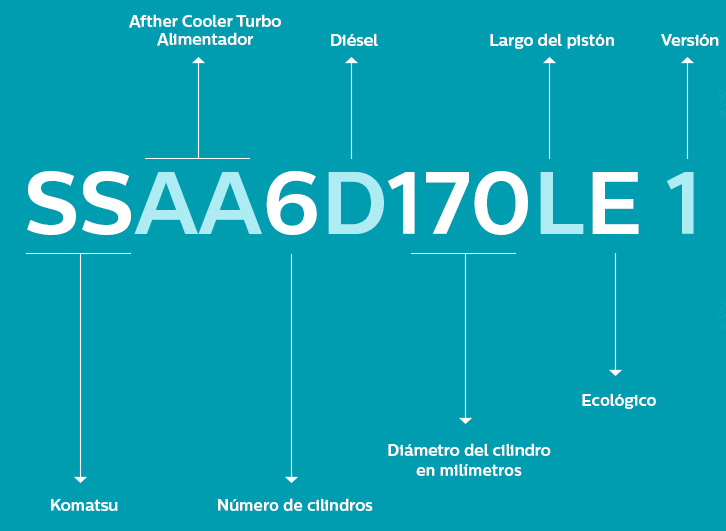 Afther Cooler Turbo
Alimentador
Diésel
Largo del pistón
Versión
SSAA6D170LE 1
Ecológico
Diámetro del cilindro
en milímetros
Komatsu
Número de cilindros